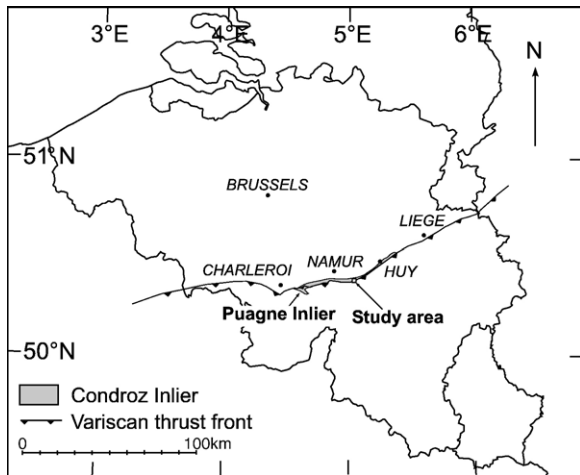 3°E 4°E 5°E 6°E
N
51°N
BRUSSELS
LIEGE
NAMUR
CHARLEROI
HUY
Puagne Inlier
Study area
50°N
Condroz Inlier
Variscan thrust front
0 100km